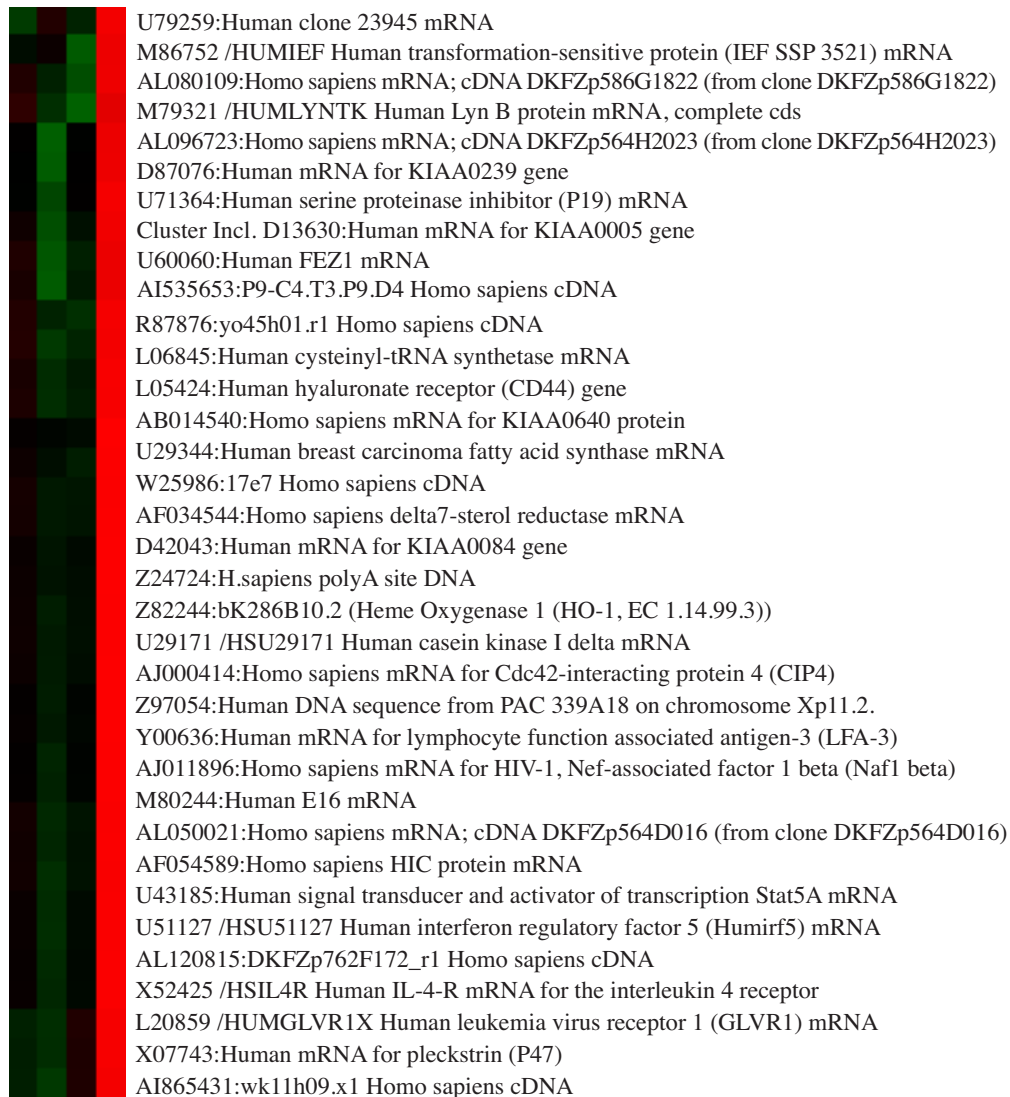 U79259:Human clone 23945 mRNA
M86752 /HUMIEF Human transformation-sensitive protein (IEF SSP 3521) mRNA
AL080109:Homo sapiens mRNA; cDNA DKFZp586G1822 (from clone DKFZp586G1822)
M79321 /HUMLYNTK Human Lyn B protein mRNA, complete cds
AL096723:Homo sapiens mRNA; cDNA DKFZp564H2023 (from clone DKFZp564H2023)
D87076:Human mRNA for KIAA0239 gene
U71364:Human serine proteinase inhibitor (P19) mRNA
Cluster Incl. D13630:Human mRNA for KIAA0005 gene
U60060:Human FEZ1 mRNA
AI535653:P9-C4.T3.P9.D4 Homo sapiens cDNA
R87876:yo45h01.r1 Homo sapiens cDNA
L06845:Human cysteinyl-tRNA synthetase mRNA
L05424:Human hyaluronate receptor (CD44) gene
AB014540:Homo sapiens mRNA for KIAA0640 protein
U29344:Human breast carcinoma fatty acid synthase mRNA
W25986:17e7 Homo sapiens cDNA
AF034544:Homo sapiens delta7-sterol reductase mRNA
D42043:Human mRNA for KIAA0084 gene
Z24724:H.sapiens polyA site DNA
Z82244:bK286B10.2 (Heme Oxygenase 1 (HO-1, EC 1.14.99.3))
U29171 /HSU29171 Human casein kinase I delta mRNA
AJ000414:Homo sapiens mRNA for Cdc42-interacting protein 4 (CIP4)
Z97054:Human DNA sequence from PAC 339A18 on chromosome Xp11.2.
Y00636:Human mRNA for lymphocyte function associated antigen-3 (LFA-3)
AJ011896:Homo sapiens mRNA for HIV-1, Nef-associated factor 1 beta (Naf1 beta)
M80244:Human E16 mRNA
AL050021:Homo sapiens mRNA; cDNA DKFZp564D016 (from clone DKFZp564D016)
AF054589:Homo sapiens HIC protein mRNA
U43185:Human signal transducer and activator of transcription Stat5A mRNA
U51127 /HSU51127 Human interferon regulatory factor 5 (Humirf5) mRNA
AL120815:DKFZp762F172_r1 Homo sapiens cDNA
X52425 /HSIL4R Human IL-4-R mRNA for the interleukin 4 receptor
L20859 /HUMGLVR1X Human leukemia virus receptor 1 (GLVR1) mRNA
X07743:Human mRNA for pleckstrin (P47)
AI865431:wk11h09.x1 Homo sapiens cDNA